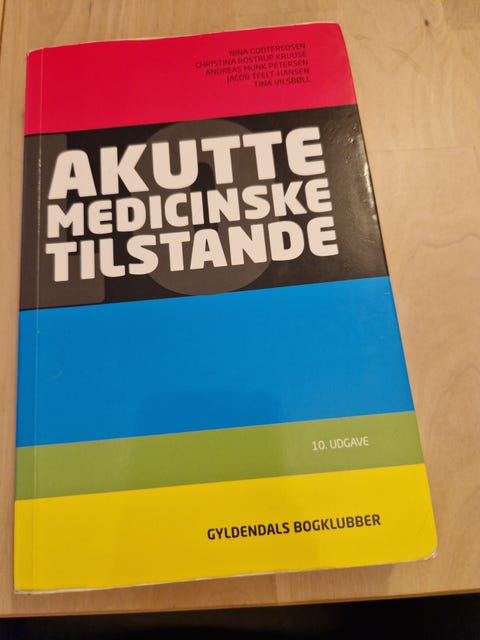 NINA GODTFREDSEN
CHRISTINA ROSTRUP KRUUSE
ANDREAS MUNK PETERSEN
JACOB TFELT-HANSEN
TINA VILSBØLL
10
AKUTTE
MEDICINSKE
TILSTANDE
10. UDGAVE
GYLDENDALS BOGKLUBBER